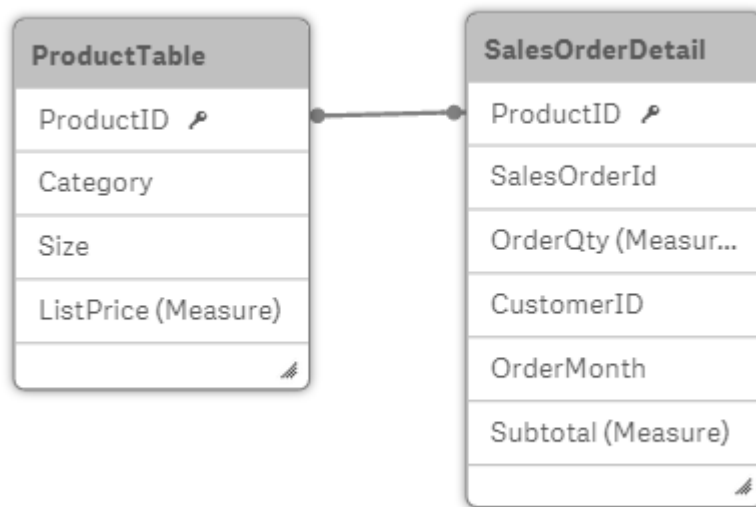 ProductTable
ProductID
Category
Size
ListPrice (Measure)
SalesOrderDetail
ProductID
SalesOrderId
OrderQty (Measur...
CustomerID
OrderMonth
Subtotal (Measure)